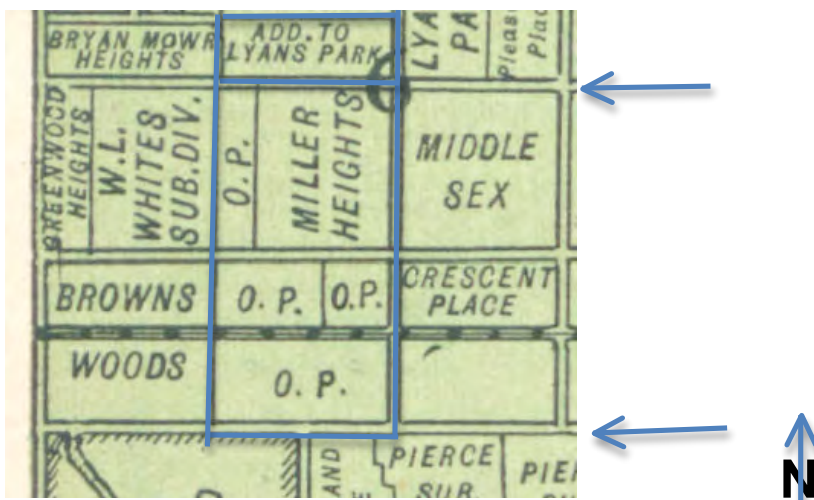 BRYAN MOWR
HEIGHTS
ADD. TO
LYANS PARK
LYA
PA
Pleas
Plac
GREENWOOD
HEIGHTS
W.L.
WHITES
SUB. DIV.
O.P.
MILLER
HEIGHTS
MIDDLE
SEX
BROWNS
O. P.
O.P.
CRESCENT
PLACE
WOODS
O. P.
AND
PIERCE
SUB.
PIE
N